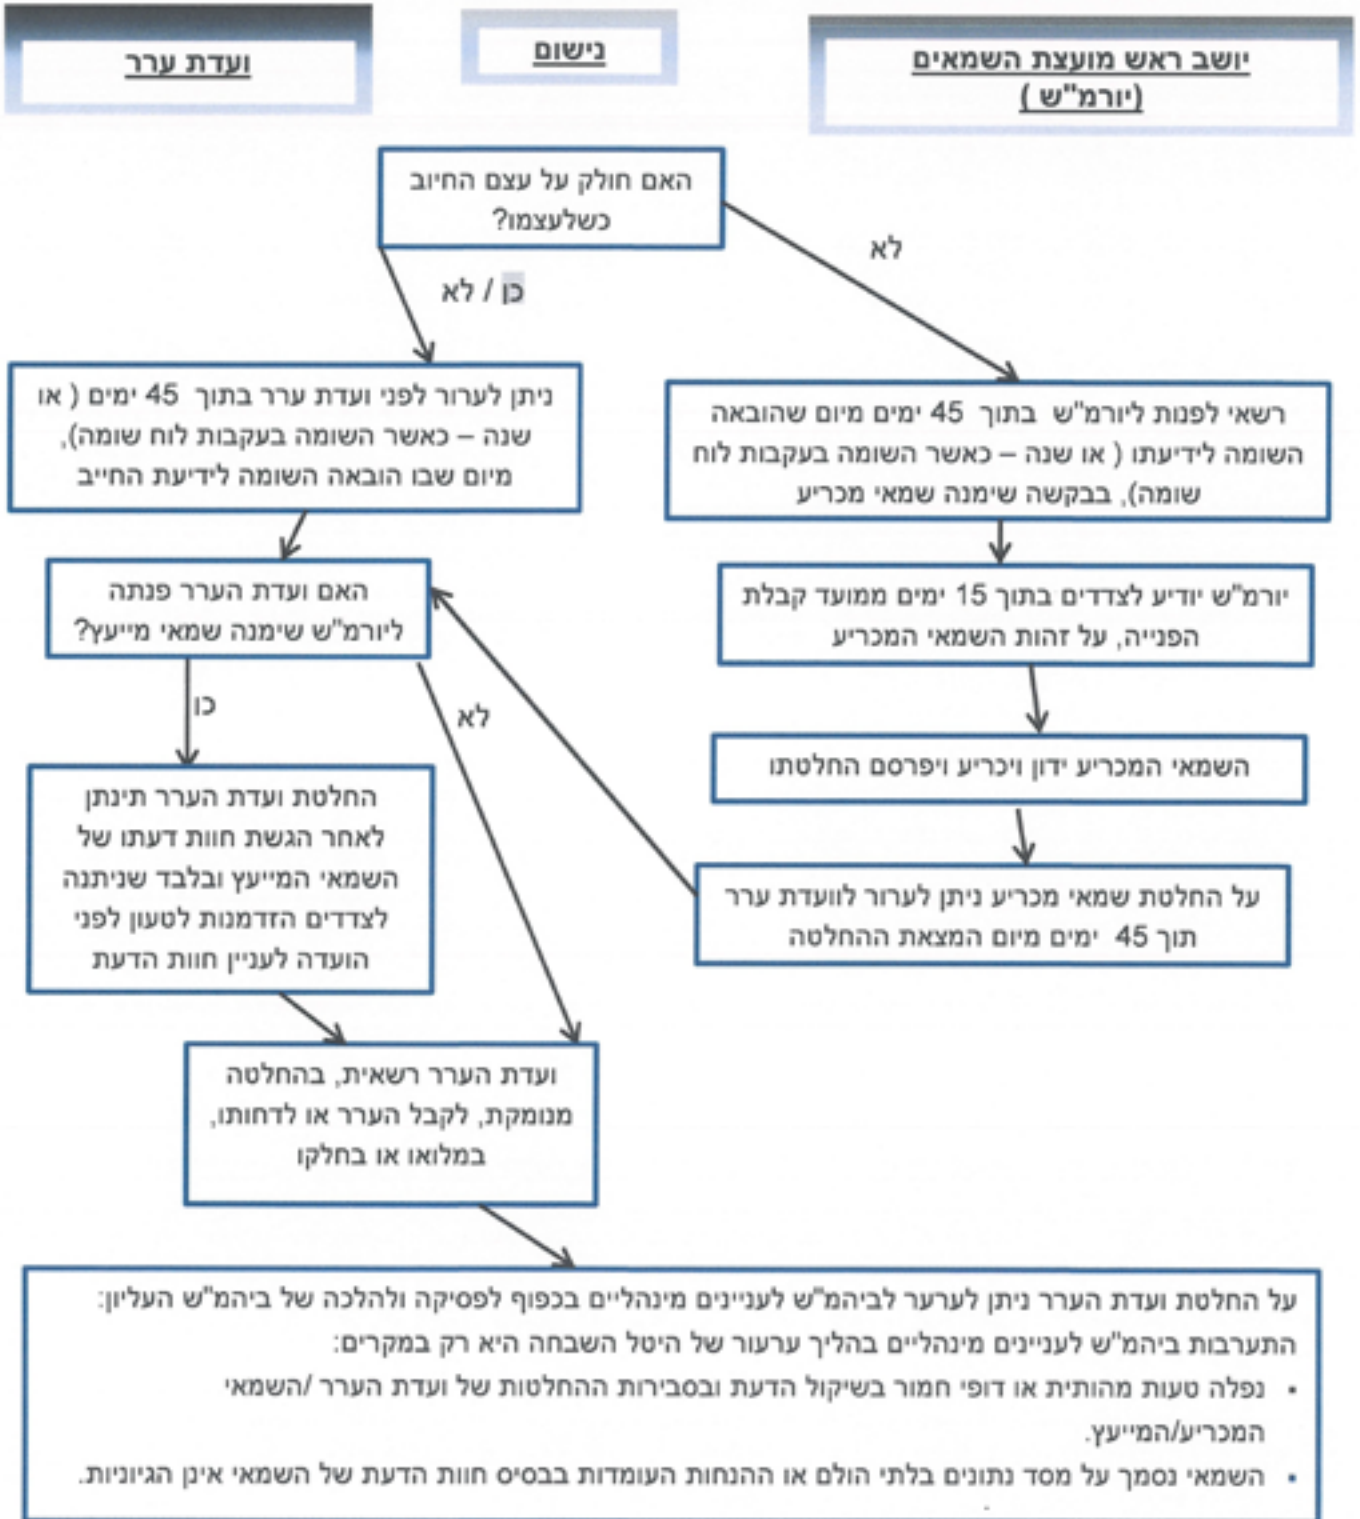 יושב ראש מועצת השמאים
(יורמ"ש )
נישום
ועדת ערר
האם חולק על עצם החיוב
כשלעצמו?
לא
כן / לא
רשאי לפנות ליורמ"ש בתוך 45 ימים מיום שהובאה
השומה לידיעתו ( או שנה – כאשר השומה בעקבות לוח
שומה), בבקשה שימנה שמאי מכריע
ניתן לערור לפני ועדת ערר בתוך 45 ימים ( או
שנה – כאשר השומה בעקבות לוח שומה),
מיום שבו הובאה השומה לידיעת החייב
יורמ"ש יודיע לצדדים בתוך 15 ימים ממועד קבלת
הפנייה, על זהות השמאי המכריע
האם ועדת הערר פנתה
ליורמ"ש שימנה שמאי מייעץ?
כן
לא
השמאי המכריע ידון ויכריע ויפרסם החלטתו
החלטת ועדת הערר תינתן
לאחר הגשת חוות דעתו של
השמאי המייעץ ובלבד שניתנה
לצדדים הזדמנות לטעון לפני
הועדה לעניין חוות הדעת
על החלטת שמאי מכריע ניתן לערור לוועדת ערר
תוך 45 ימים מיום המצאת ההחלטה
ועדת הערר רשאית, בהחלטה
מנומקת, לקבל הערר או לדחותו,
במלואו או בחלקו
על החלטת ועדת הערר ניתן לערער לביהמ"ש לעניינים מינהליים בכפוף לפסיקה ולהלכה של ביהמ"ש העליון:
התערבות ביהמ"ש לעניינים מינהליים בהליך ערעור של היטל השבחה היא רק במקרים:
▪ נפלה טעות מהותית או דופי חמור בשיקול הדעת ובסבירות ההחלטות של ועדת הערר /השמאי
המכריע/המייעץ.
▪ השמאי נסמך על מסד נתונים בלתי הולם או ההנחות העומדות בבסיס חוות הדעת של השמאי אינן הגיוניות.